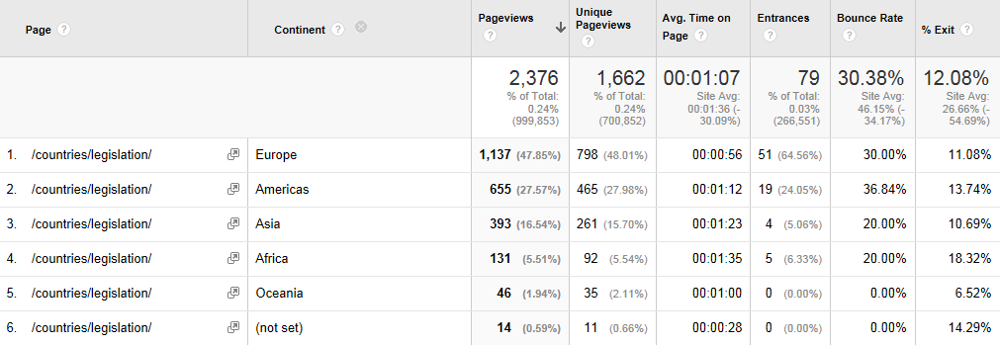 Page ? Continent ? Pageviews ? Unique Pageviews ? Avg. Time on Page ? Entrances ? Bounce Rate ? % Exit ?
2,376 1,662 00:01:07 79 30.38% 12.08%
% of Total: % of Total: Site Avg: % of Total: Site Avg: Site Avg:
0.24% 0.24% 00:01:36 (- 0.03% 46.15% (- 26.66% (-
(999,853) (700,852) 30.09%) (266,551) 34.17%) 54.69%)
1. /countries/legislation/ Europe 1,137 (47.85%) 798 (48.01%) 00:00:56 51 (64.56%) 30.00% 11.08%
2. /countries/legislation/ Americas 655 (27.57%) 465 (27.98%) 00:01:12 19 (24.05%) 36.84% 13.74%
3. /countries/legislation/ Asia 393 (16.54%) 261 (15.70%) 00:01:23 4 (5.06%) 20.00% 10.69%
4. /countries/legislation/ Africa 131 (5.51%) 92 (5.54%) 00:01:35 5 (6.33%) 20.00% 18.32%
5. /countries/legislation/ Oceania 46 (1.94%) 35 (2.11%) 00:01:00 0 (0.00%) 0.00% 6.52%
6. /countries/legislation/ (not set) 14 (0.59%) 11 (0.66%) 00:00:28 0 (0.00%) 0.00% 14.29%